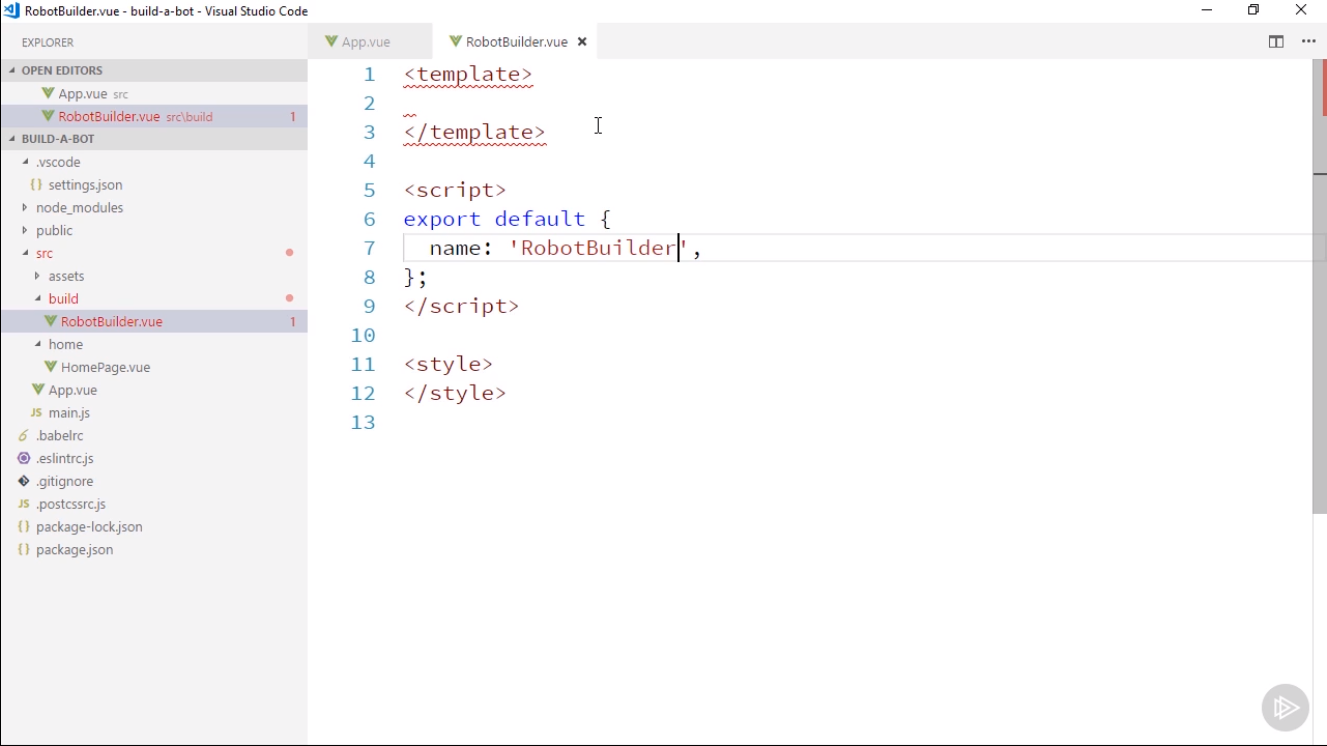 RobotBuilder.vue - build-a-bot - Visual Studio Code
EXPLORER
App.vue
RobotBuilder.vue
OPEN EDITORS
App.vue src
RobotBuilder.vue src\build 1
BUILD-A-BOT
.vscode
{} settings.json
node_modules
public
src
assets
build
RobotBuilder.vue 1
home
HomePage.vue
App.vue
JS main.js
.babelrc
.eslintrc.js
.gitignore
JS .postcssrc.js
{} package-lock.json
{} package.json
1 <template>
2
3 </template>
4
5 <script>
6 export default {
7 name: 'RobotBuilder',
8 };
9 </script>
10
11 <style>
12 </style>
13